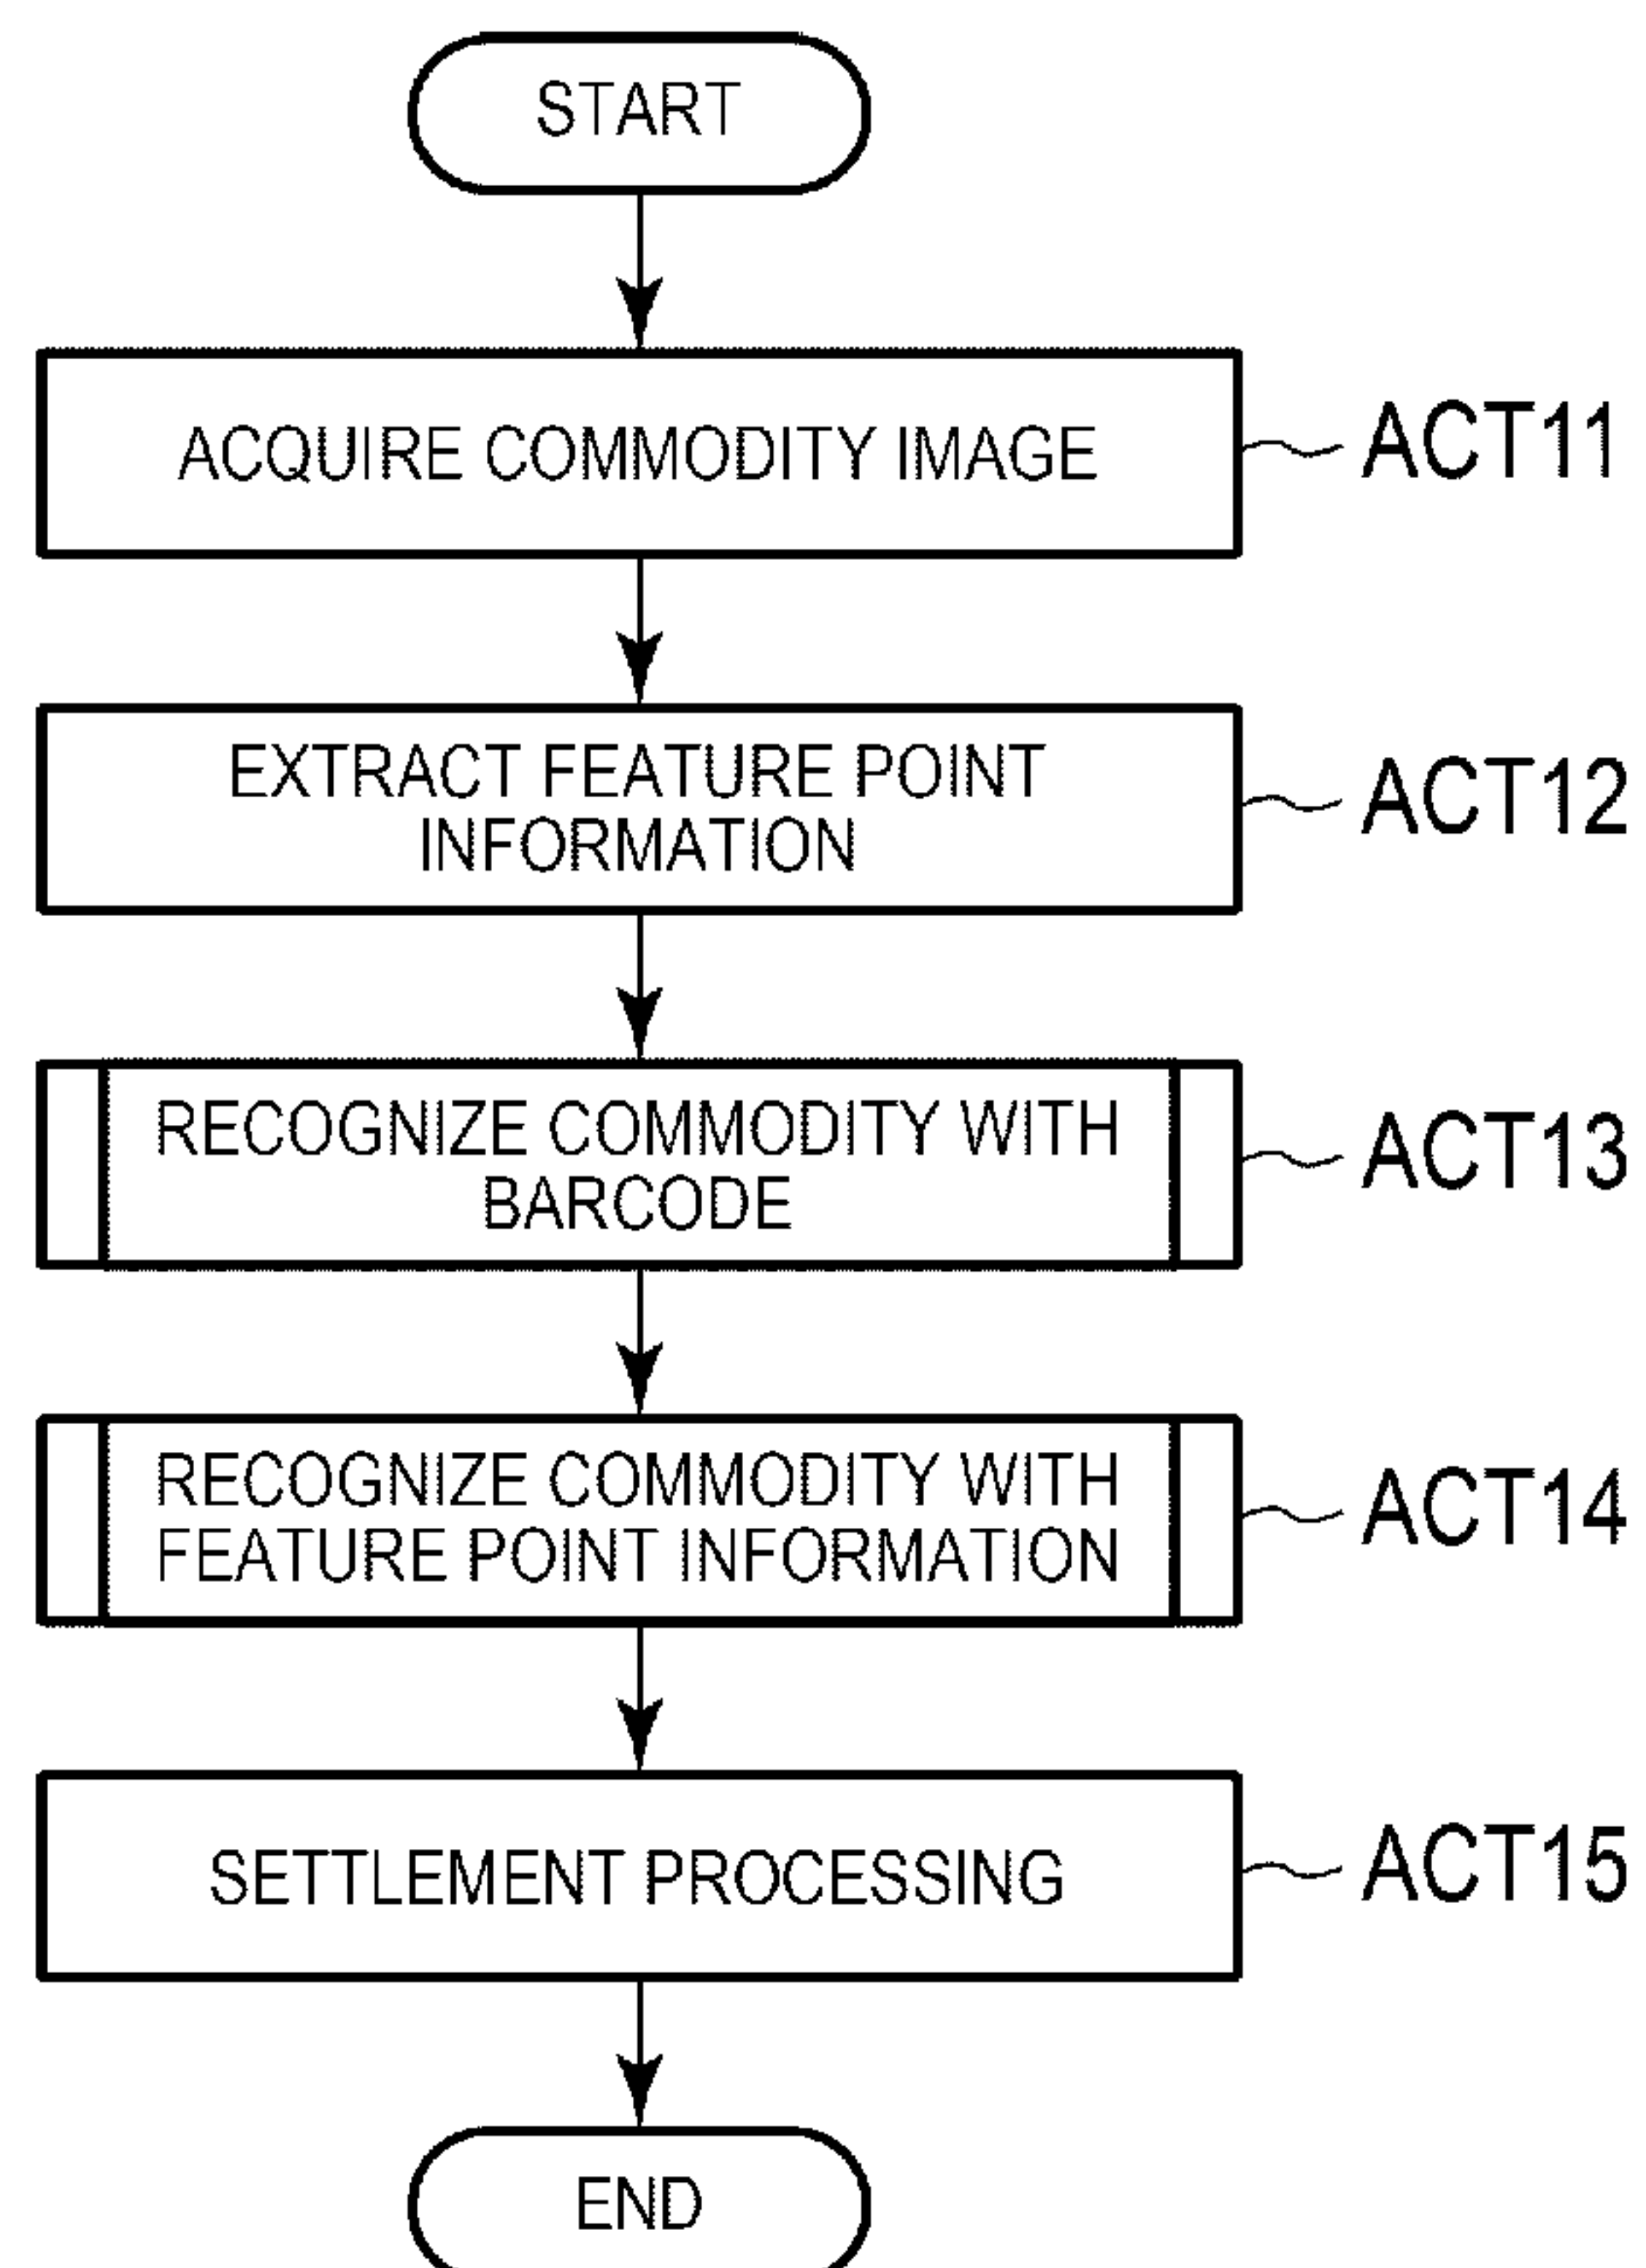 START
ACQUIRE COMMODITY IMAGE
ACT11
EXTRACT FEATURE POINT
INFORMATION
ACT12
RECOGNIZE COMMODITY WITH
BARCODE
ACT13
RECOGNIZE COMMODITY WITH
FEATURE POINT INFORMATION
ACT14
SETTLEMENT PROCESSING
ACT15
END